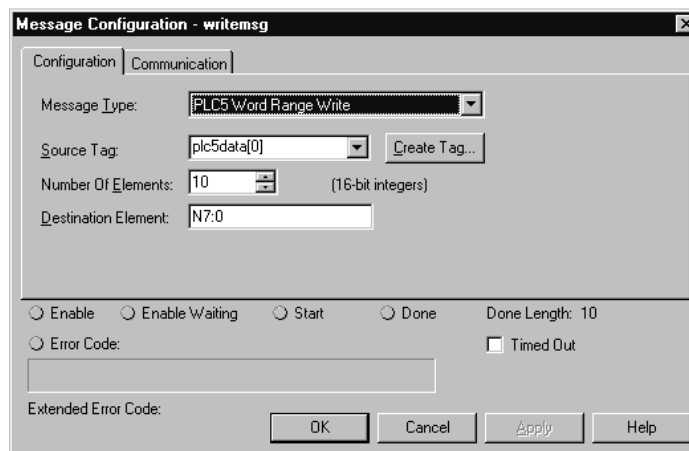 Message Configuration - writemsg
Configuration Communication
Message Type: PLC5 Word Range Write
Source Tag: plc5data[0] Create Tag...
Number Of Elements: 10 (16-bit integers)
Destination Element: N7:0
Enable Enable Waiting Start Done Done Length: 10
Error Code: Timed Out
Extended Error Code:
OK Cancel Apply Help